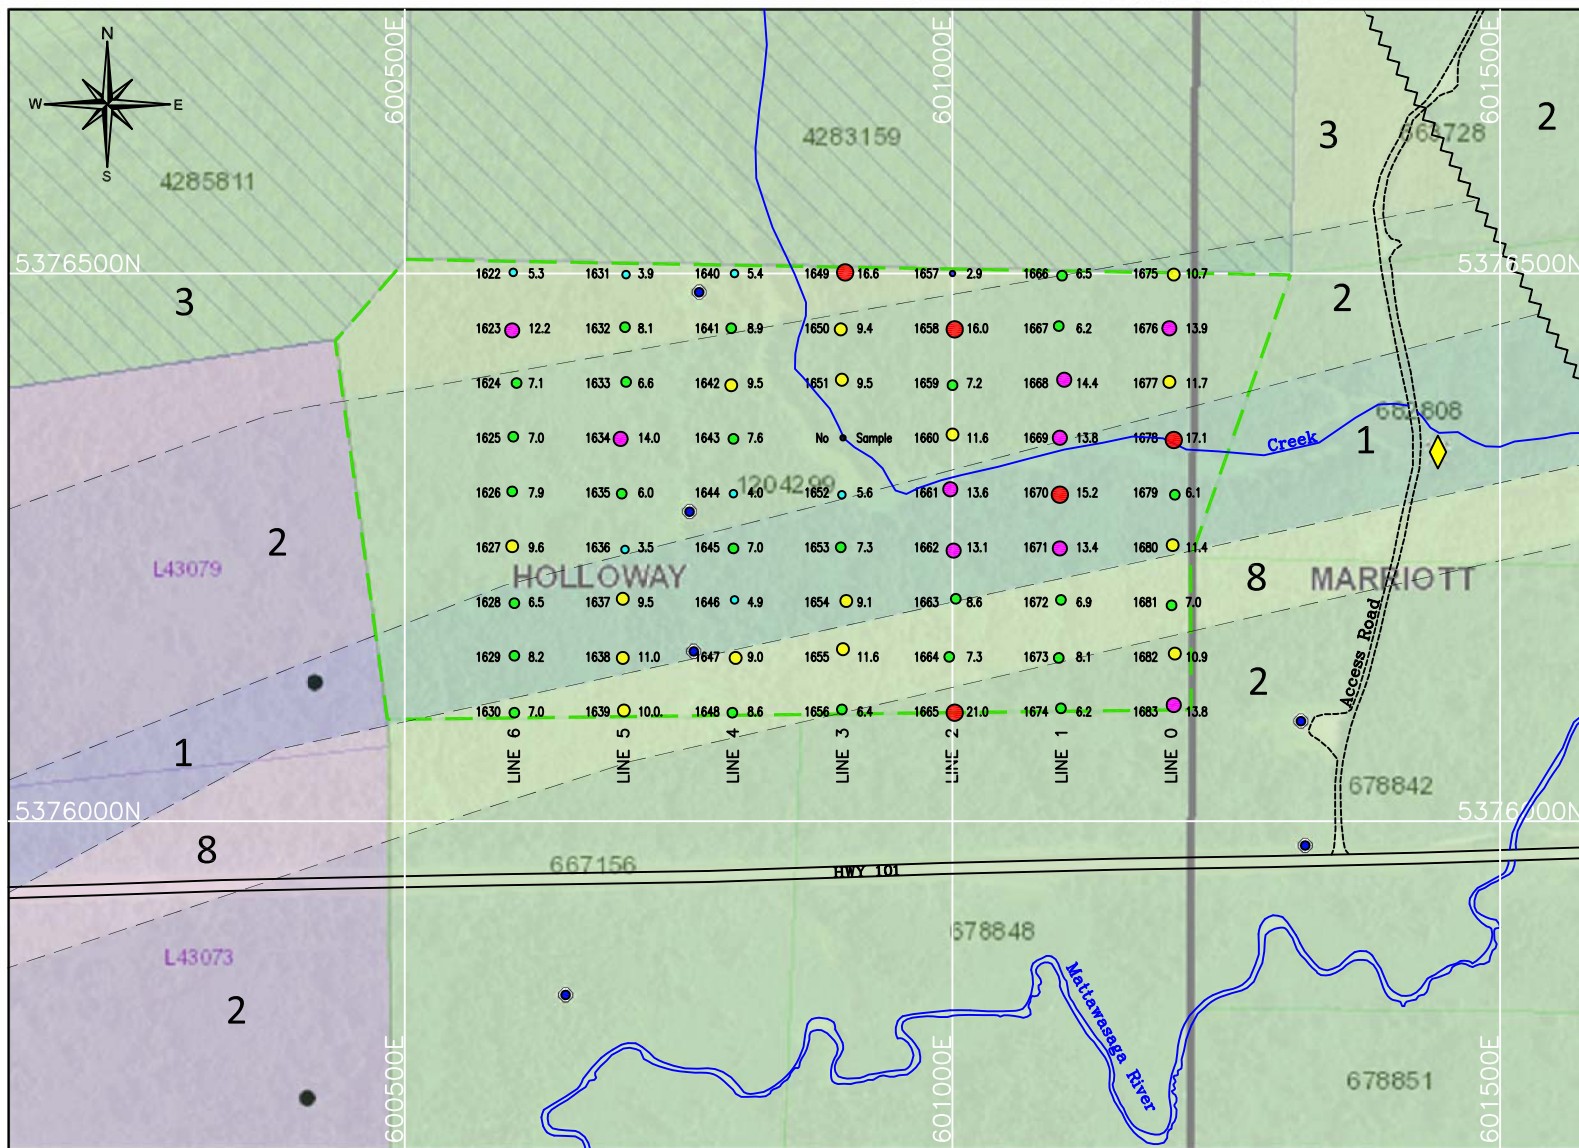 N
W E
S
600500E
601000E
601500E
4285811
4283159
3
663728
2
5376500N
5376500N
3
2
1622 5.3 1631 3.9 1640 5.4 1649 16.6 1657 2.9 1666 6.5 1675 10.7
1623 12.2 1632 8.1 1641 8.9 1650 9.4 1658 16.0 1667 6.2 1676 13.9
1624 7.1 1633 6.6 1642 9.5 1651 9.5 1659 7.2 1668 14.4 1677 11.7
1625 7.0 1634 14.0 1643 7.6 No Sample 1660 11.6 1669 13.8 1678 17.1
1626 7.9 1635 6.0 1644 4.0 1652 5.6 1661 13.6 1670 15.2 1679 6.1
1627 9.6 1636 3.5 1645 7.0 1653 7.3 1662 13.1 1671 13.4 1680 11.4
1628 6.5 1637 9.5 1646 4.9 1654 9.1 1663 8.6 1672 6.9 1681 7.0
1629 8.2 1638 11.0 1647 9.0 1655 11.6 1664 7.3 1673 8.1 1682 10.9
1630 7.0 1639 10.0 1648 8.6 1656 6.4 1665 21.0 1674 6.2 1683 13.8
LINE 6
LINE 5
LINE 4
LINE 3
LINE 2
LINE 1
LINE 0
682808
Creek
1
1204299
2
L43079
HOLLOWAY
8
MARRIOTT
Access Road
2
1
678842
5376000N
5376000N
8
667156
HWY 101
678848
L43073
2
Mattawasaga River
678851
600500E
601000E
601500E